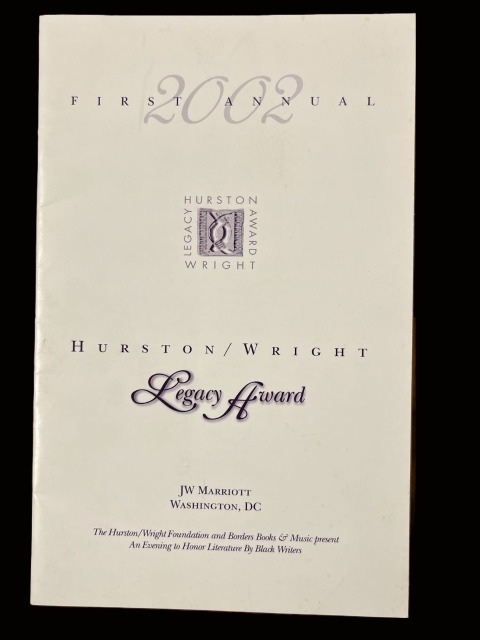 2002
FIRST ANNUAL
HURSTON
LEGACY
AWARD
WRIGHT
HURSTON/WRIGHT
Legacy Award
JW MARRIOTT
WASHINGTON, DC
The Hurston/Wright Foundation and Borders Books & Music present
An Evening to Honor Literature By Black Writers